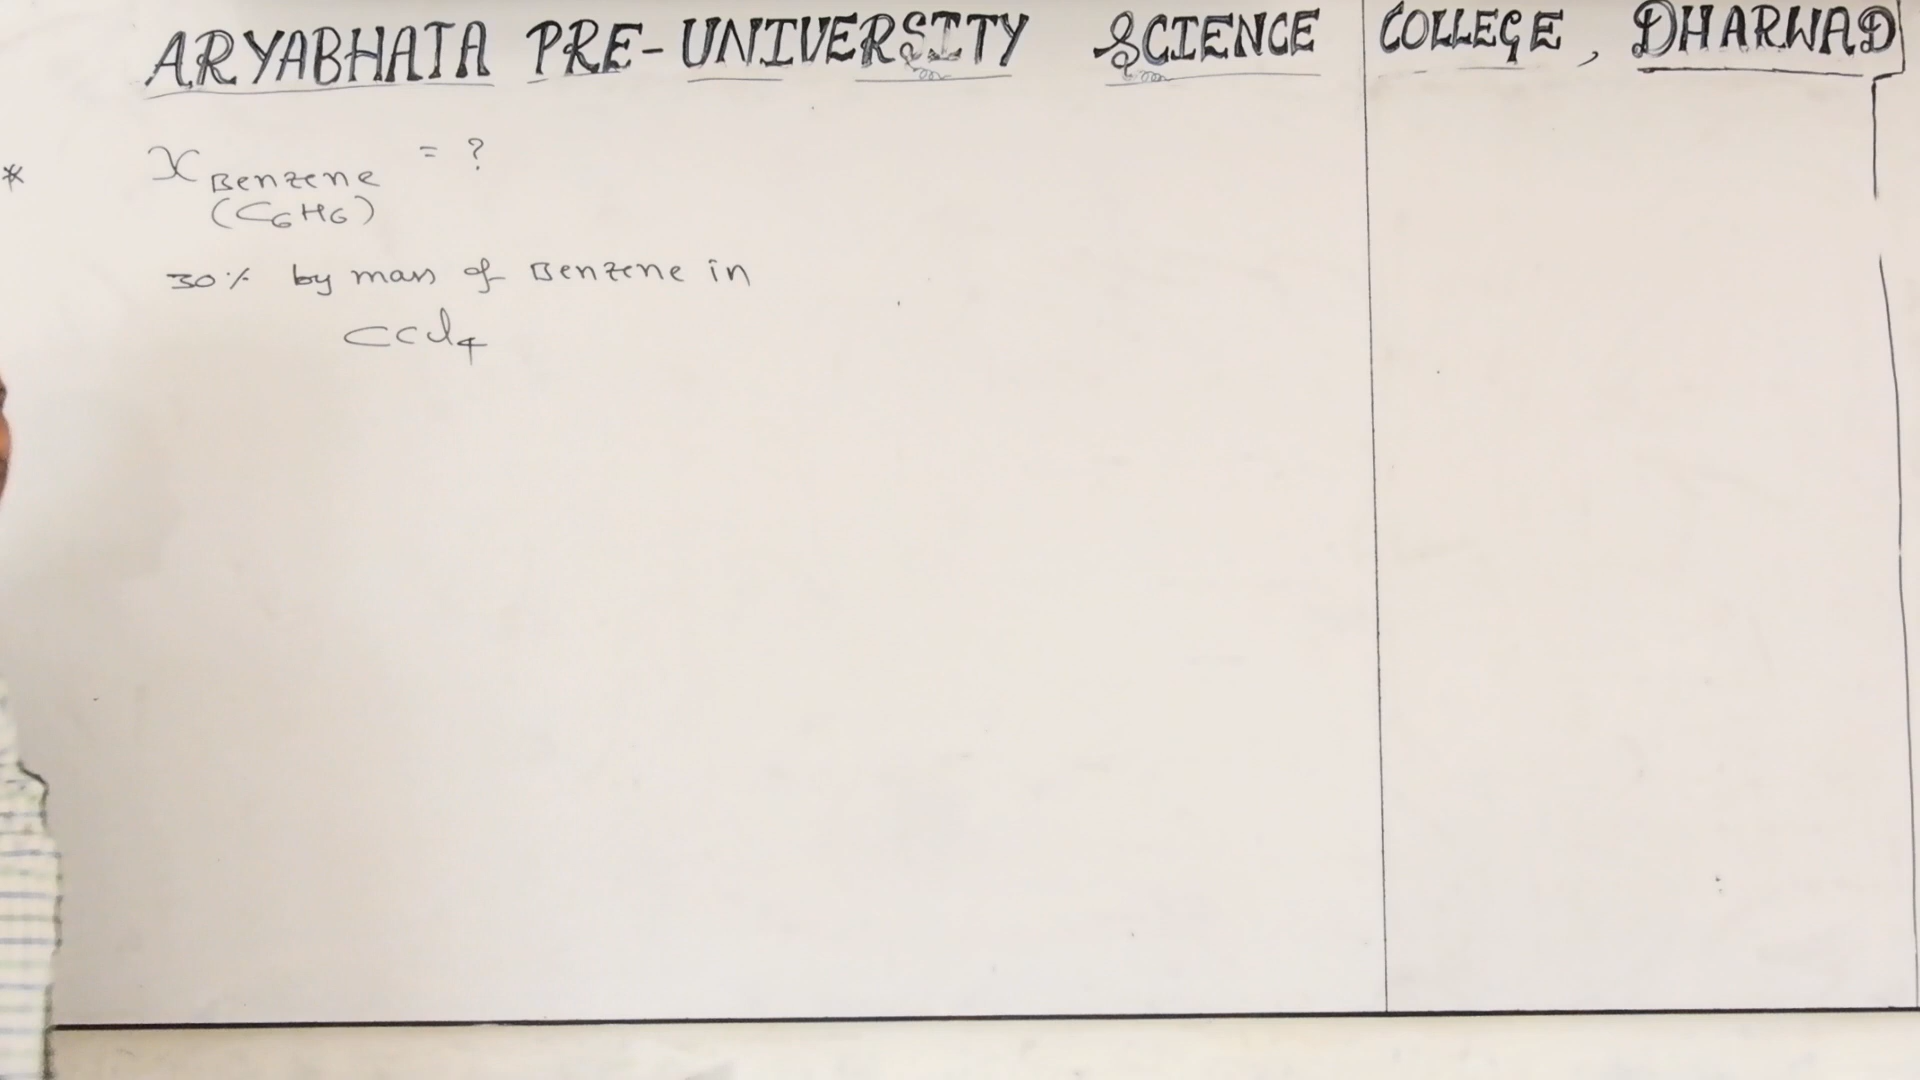 ARYABHATA PRE-UNIVERSITY SCIENCE COLLEGE, DHARWAD
* x Benzene = ?
(C6H6)
30% by mass of Benzene in
CCl4